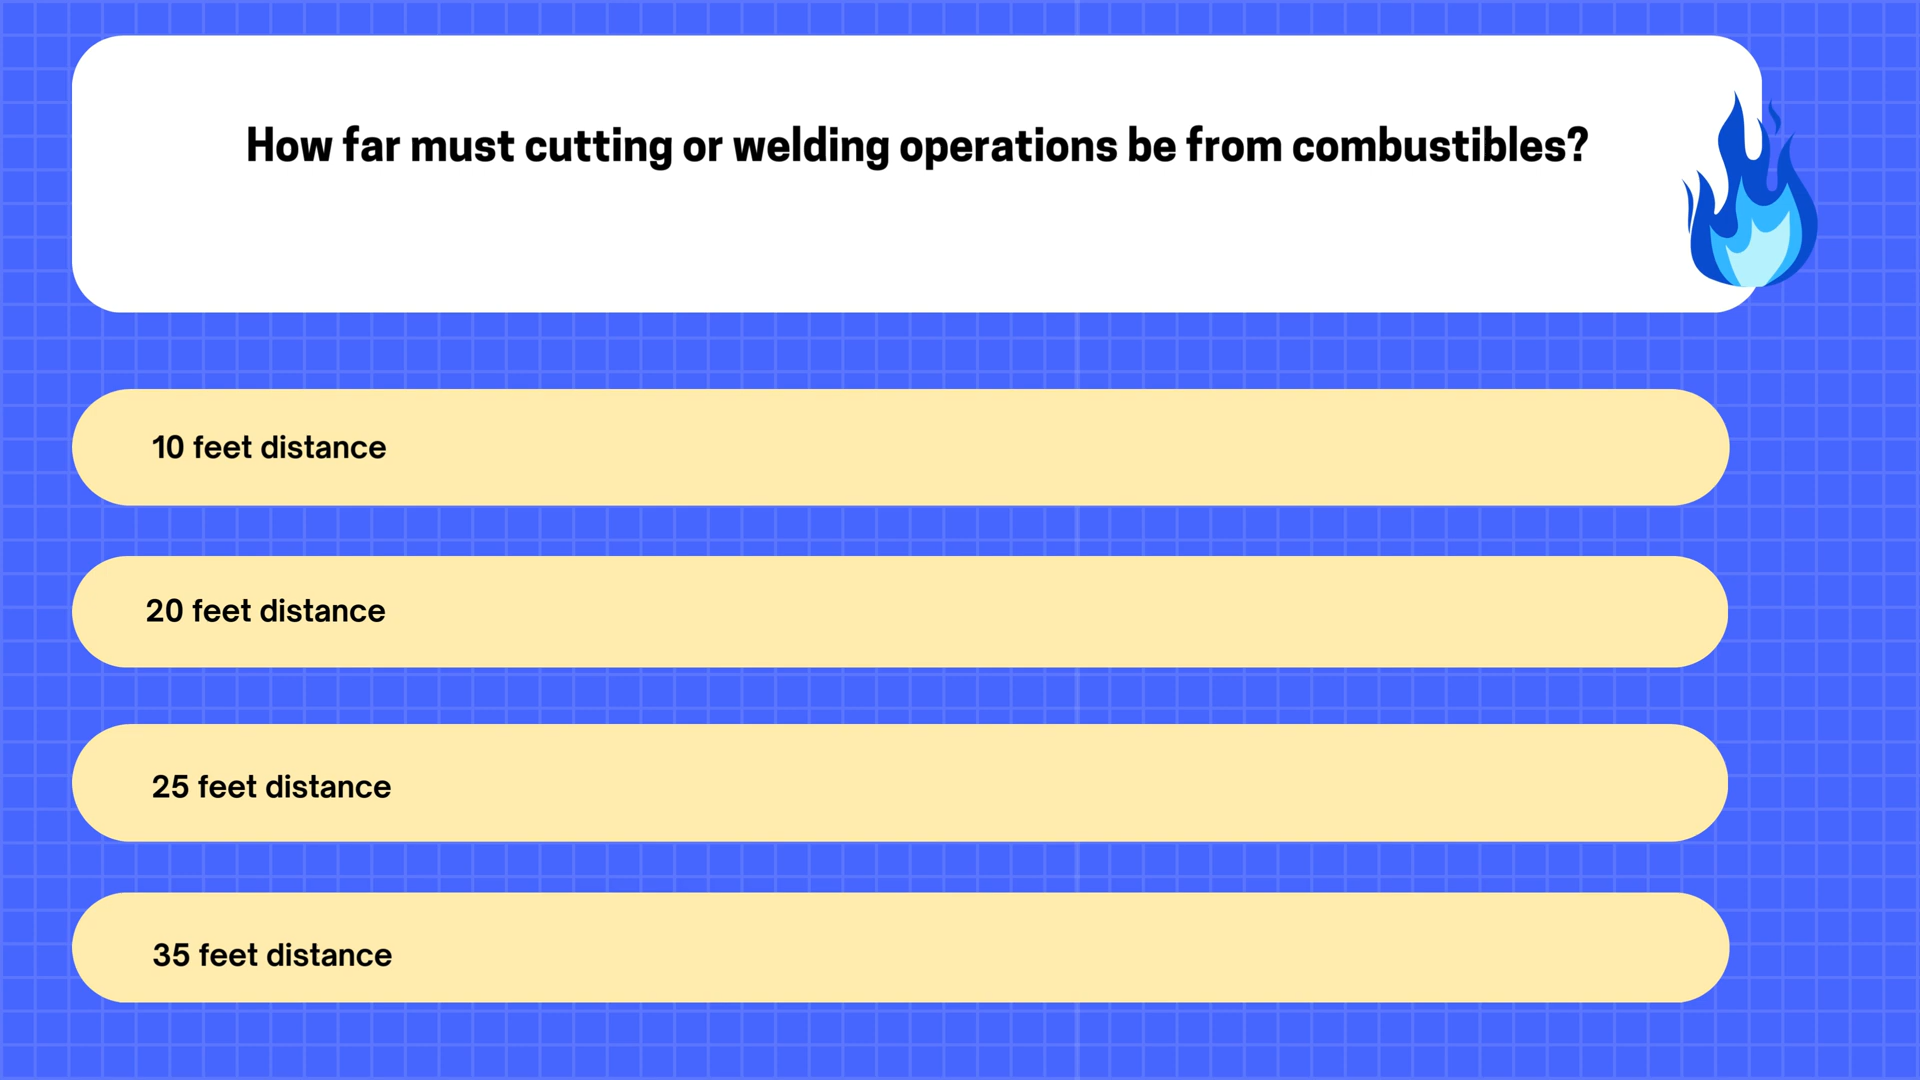 How far must cutting or welding operations be from combustibles?
10 feet distance
20 feet distance
25 feet distance
35 feet distance